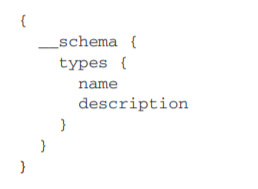 {
  __schema {
    types {
      name
      description
    }
  }
}